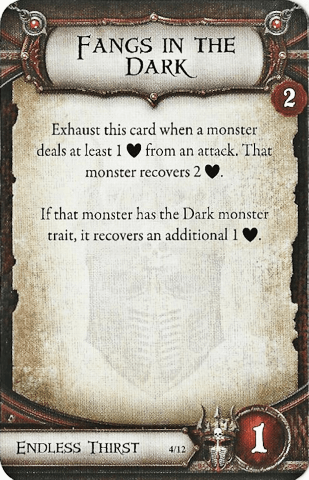 FANGS IN THE
DARK
2
Exhaust this card when a monster
deals at least 1 ♥ from an attack. That
monster recovers 2 ♥.
If that monster has the Dark monster
trait, it recovers an additional 1 ♥.
ENDLESS THIRST 4/12 1